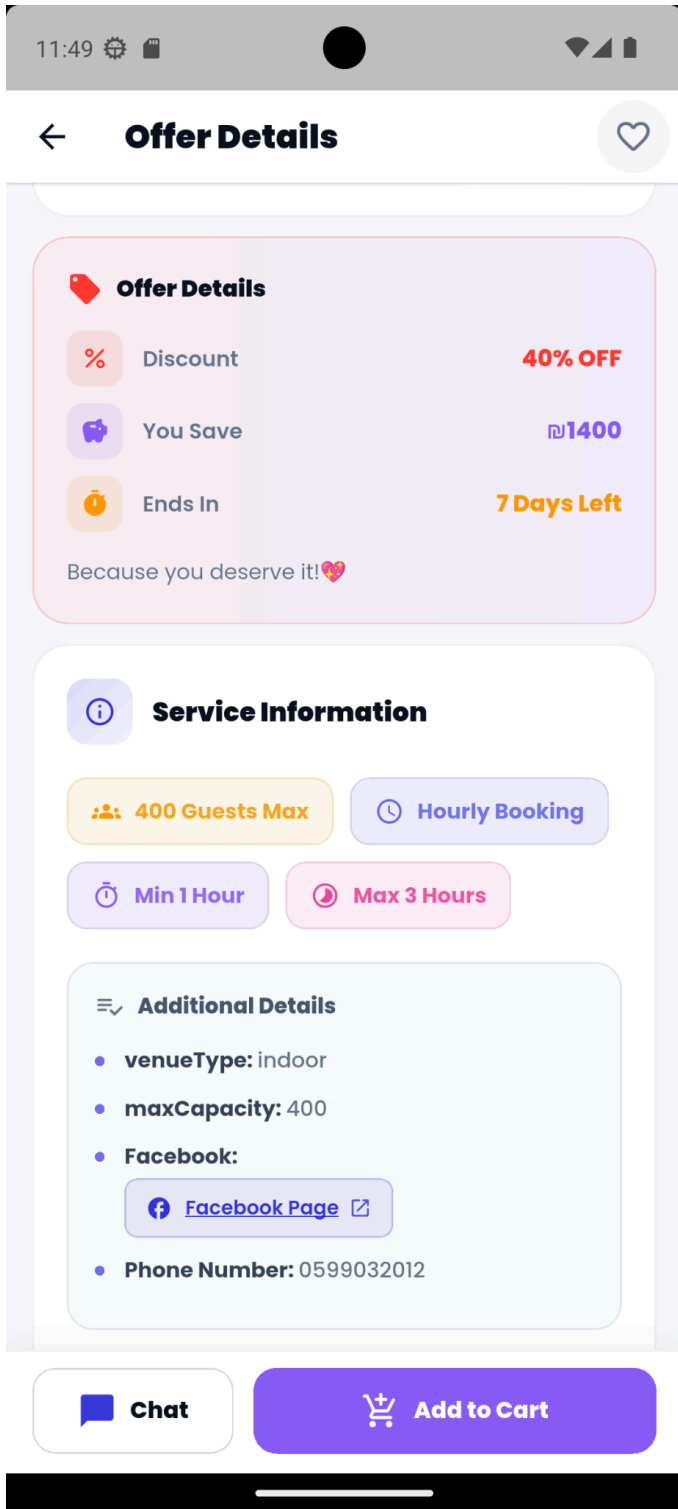 11:49
Offer Details
Offer Details
% Discount 40% OFF
You Save ₪1400
Ends In 7 Days Left
Because you deserve it!💖
Service Information
400 Guests Max Hourly Booking
Min 1 Hour Max 3 Hours
Additional Details
• venueType: indoor
• maxCapacity: 400
• Facebook:
Facebook Page
• Phone Number: 0599032012
Chat Add to Cart